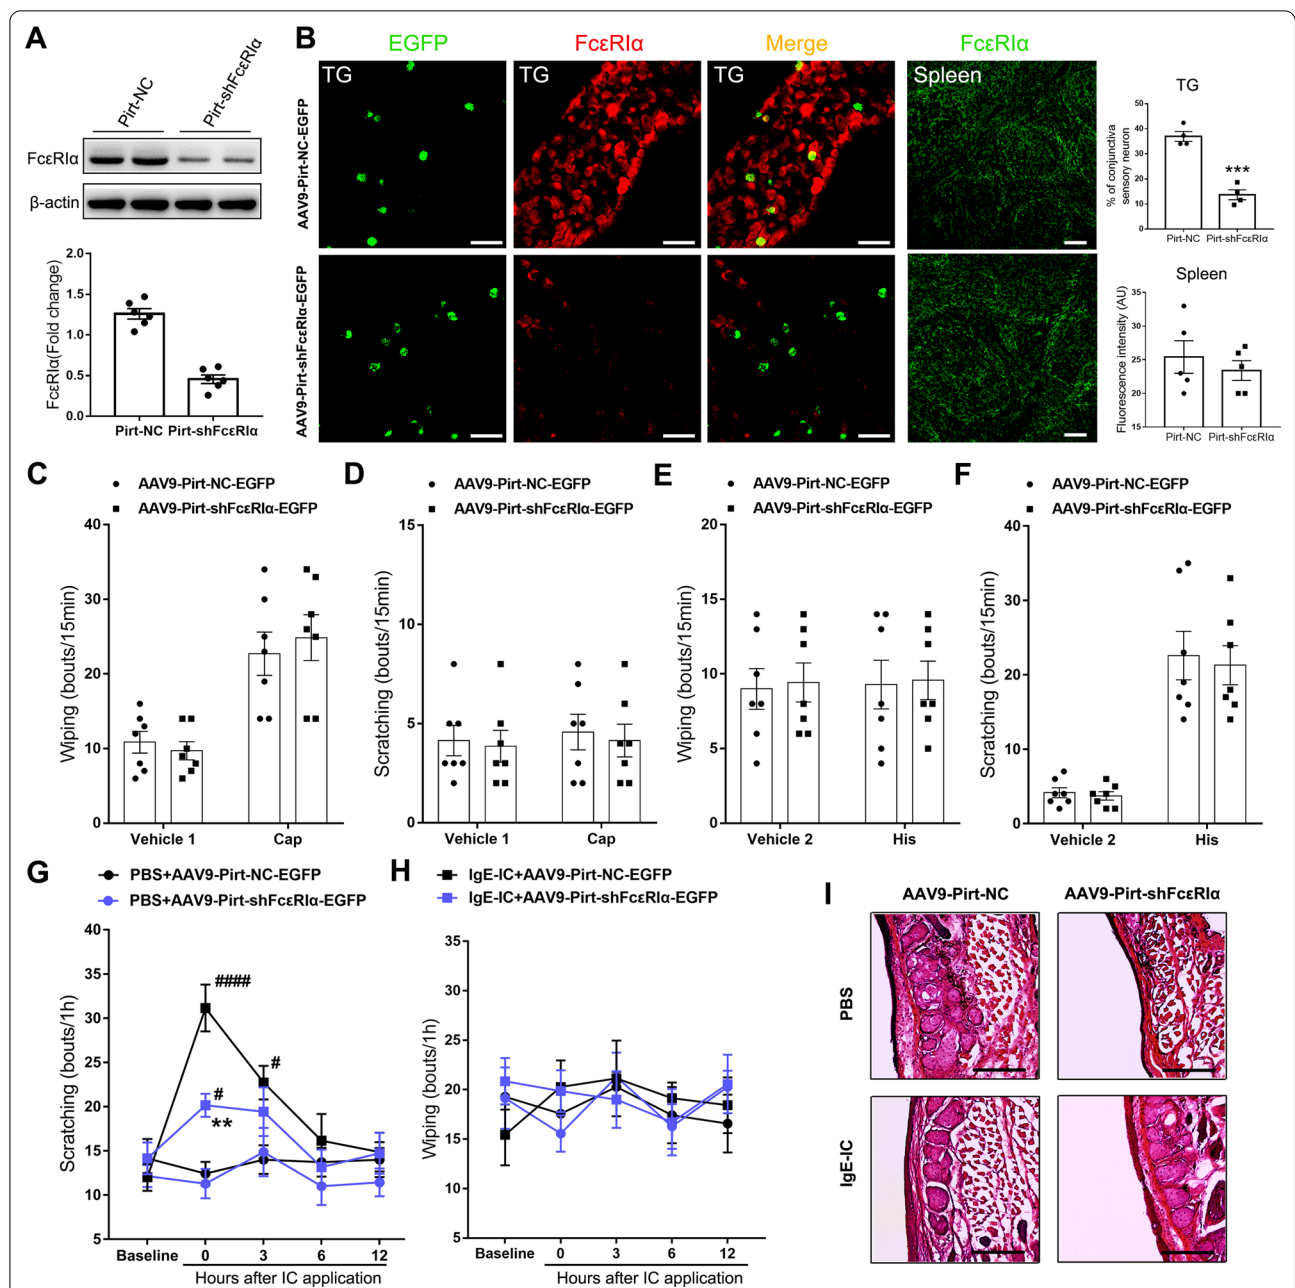 A
Pirt-NC
Pirt-shFcεRIα
FcεRIα
β-actin
FcεRIα(Fold change)
2.0
1.5
1.0
0.5
0.0
Pirt-NC Pirt-shFcεRIα
B
EGFP
FcεRIα
Merge
FcεRIα
AAV9-Pirt-NC-EGFP
TG
TG
TG
Spleen
AAV9-Pirt-shFcεRIα-EGFP
TG
% of conjunctiva
sensory neuron
50
40
30
20
10
0
***
Pirt-NC Pirt-shFcεRIα
Spleen
Fluorescence intensity (AU)
35
30
25
20
15
Pirt-NC Pirt-shFcεRIα
C
AAV9-Pirt-NC-EGFP
AAV9-Pirt-shFcεRIα-EGFP
Wiping (bouts/15min)
40
30
20
10
0
Vehicle 1 Cap
D
AAV9-Pirt-NC-EGFP
AAV9-Pirt-shFcεRIα-EGFP
Scratching (bouts/15min)
15
10
5
0
Vehicle 1 Cap
E
AAV9-Pirt-NC-EGFP
AAV9-Pirt-shFcεRIα-EGFP
Wiping (bouts/15min)
20
15
10
5
0
Vehicle 2 His
F
AAV9-Pirt-NC-EGFP
AAV9-Pirt-shFcεRIα-EGFP
Scratching (bouts/15min)
40
30
20
10
0
Vehicle 2 His
G
PBS+AAV9-Pirt-NC-EGFP
PBS+AAV9-Pirt-shFcεRIα-EGFP
Scratching (bouts/1h)
40
35
30
25
20
15
10
5
####
#
#
**
Baseline 0 3 6 12
Hours after IC application
H
IgE-IC+AAV9-Pirt-NC-EGFP
IgE-IC+AAV9-Pirt-shFcεRIα-EGFP
Wiping (bouts/1h)
35
30
25
20
15
10
5
Baseline 0 3 6 12
Hours after IC application
I
AAV9-Pirt-NC
AAV9-Pirt-shFcεRIα
PBS
IgE-IC